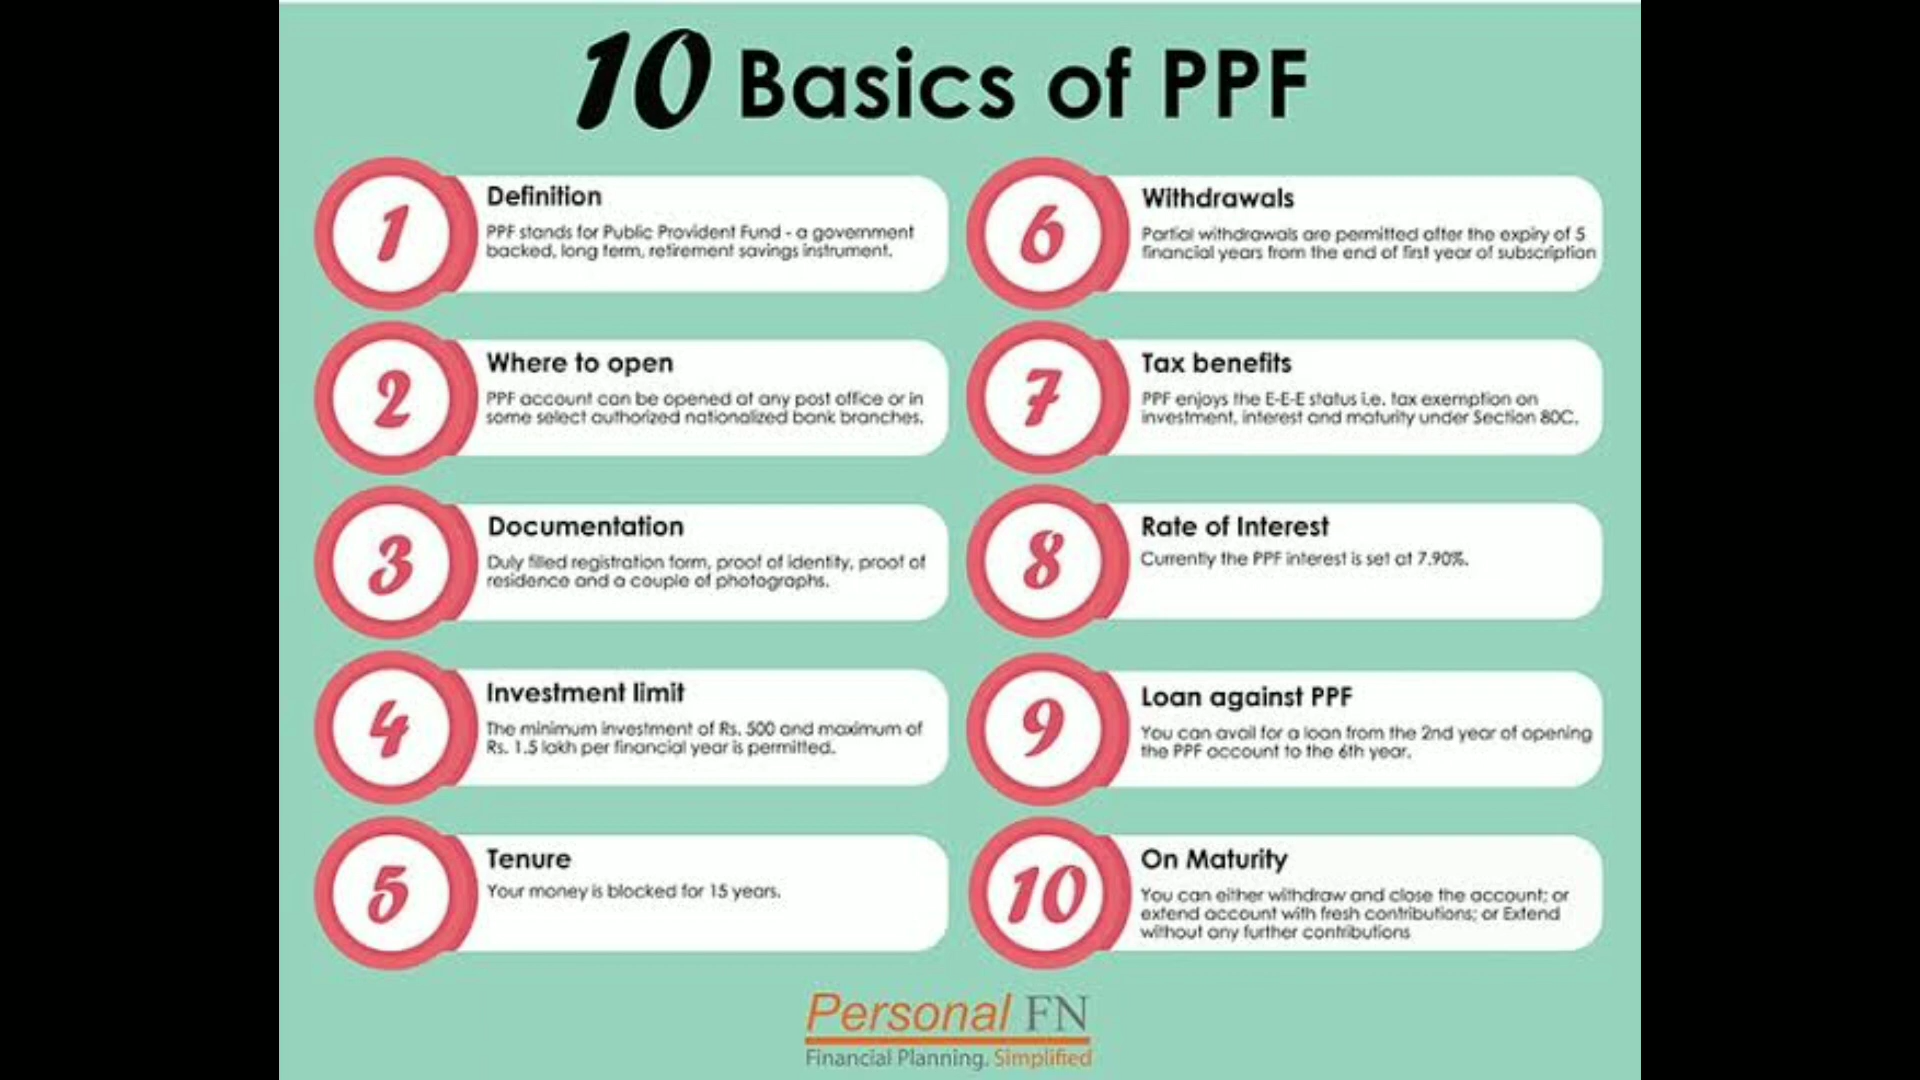 10 Basics of PPF
1
Definition
PPF stands for Public Provident Fund - a government
backed, long term, retirement savings instrument.
2
Where to open
PPF account can be opened at any post office or in
some select authorized nationalized bank branches.
3
Documentation
Duly filled registration form, proof of identity, proof of
residence and a couple of photographs.
4
Investment limit
The minimum investment of Rs. 500 and maximum of
Rs. 1.5 lakh per financial year is permitted.
5
Tenure
Your money is blocked for 15 years.
6
Withdrawals
Partial withdrawals are permitted after the expiry of 5
financial years from the end of first year of subscription
7
Tax benefits
PPF enjoys the E-E-E status i.e. tax exemption on
investment, interest and maturity under Section 80C.
8
Rate of Interest
Currently the PPF interest is set at 7.90%.
9
Loan against PPF
You can avail for a loan from the 2nd year of opening
the PPF account to the 6th year.
10
On Maturity
You can either withdraw and close the account; or
extend account with fresh contributions; or Extend
without any further contributions
Personal FN
Financial Planning. Simplified